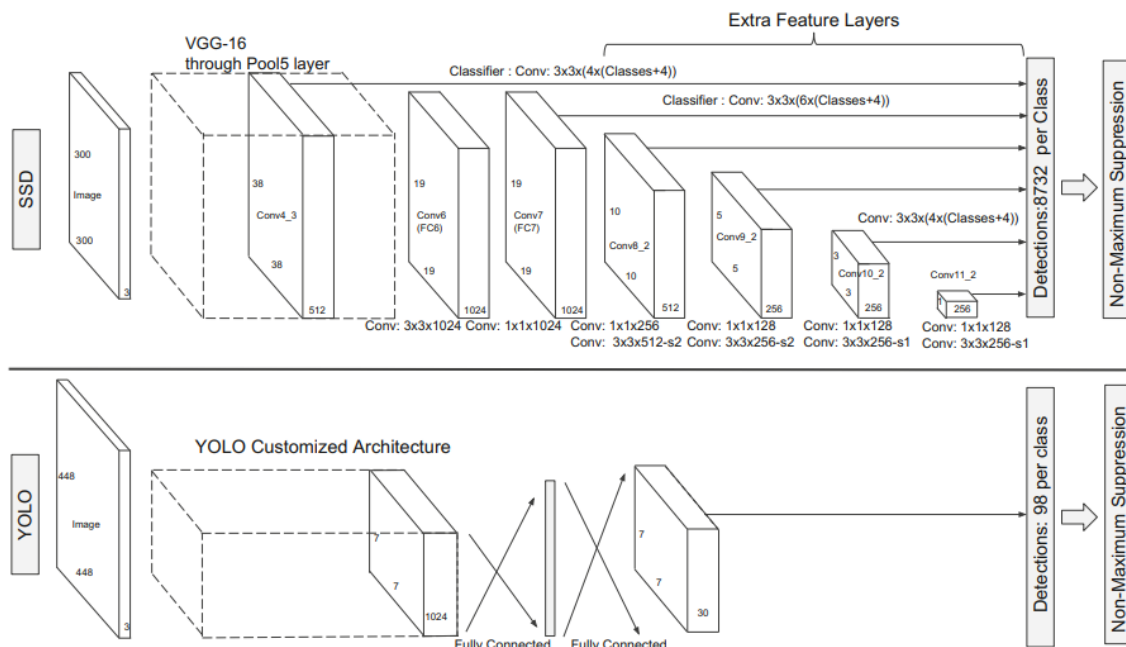 Extra Feature Layers
VGG-16
through Pool5 layer
Classifier : Conv: 3x3x(4x(Classes+4))
Classifier : Conv: 3x3x(6x(Classes+4))
SSD
300
Image
300
3
38
Conv4_3
38
512
19
Conv6
(FC6)
19
1024
19
Conv7
(FC7)
19
1024
10
Conv8_2
10
512
5
Conv9_2
5
256
Conv: 3x3x(4x(Classes+4))
3
Conv10_2
3
256
Conv11_2
1
256
Conv: 3x3x1024
Conv: 1x1x1024
Conv: 1x1x256
Conv: 3x3x512-s2
Conv: 1x1x128
Conv: 3x3x256-s2
Conv: 1x1x128
Conv: 3x3x256-s1
Conv: 1x1x128
Conv: 3x3x256-s1
Detections:8732 per Class
Non-Maximum Suppression
YOLO
448
Image
448
3
YOLO Customized Architecture
7
7
1024
Fully Connected
Fully Connected
7
7
30
Detections: 98 per class
Non-Maximum Suppression